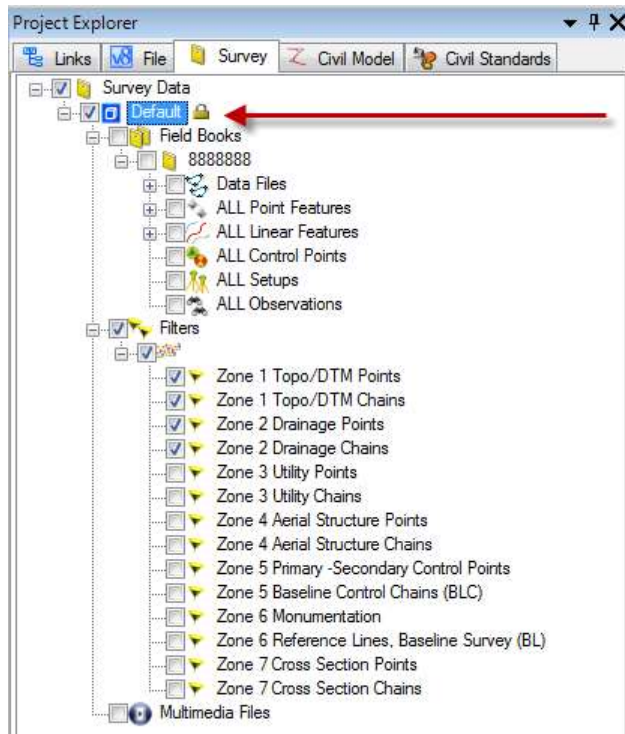 Project Explorer
Links V8 File Survey Civil Model Civil Standards
Survey Data
Default
Field Books
8888888
Data Files
ALL Point Features
ALL Linear Features
ALL Control Points
ALL Setups
ALL Observations
Filters
Zone 1 Topo/DTM Points
Zone 1 Topo/DTM Chains
Zone 2 Drainage Points
Zone 2 Drainage Chains
Zone 3 Utility Points
Zone 3 Utility Chains
Zone 4 Aerial Structure Points
Zone 4 Aerial Structure Chains
Zone 5 Primary -Secondary Control Points
Zone 5 Baseline Control Chains (BLC)
Zone 6 Monumentation
Zone 6 Reference Lines, Baseline Survey (BL)
Zone 7 Cross Section Points
Zone 7 Cross Section Chains
Multimedia Files